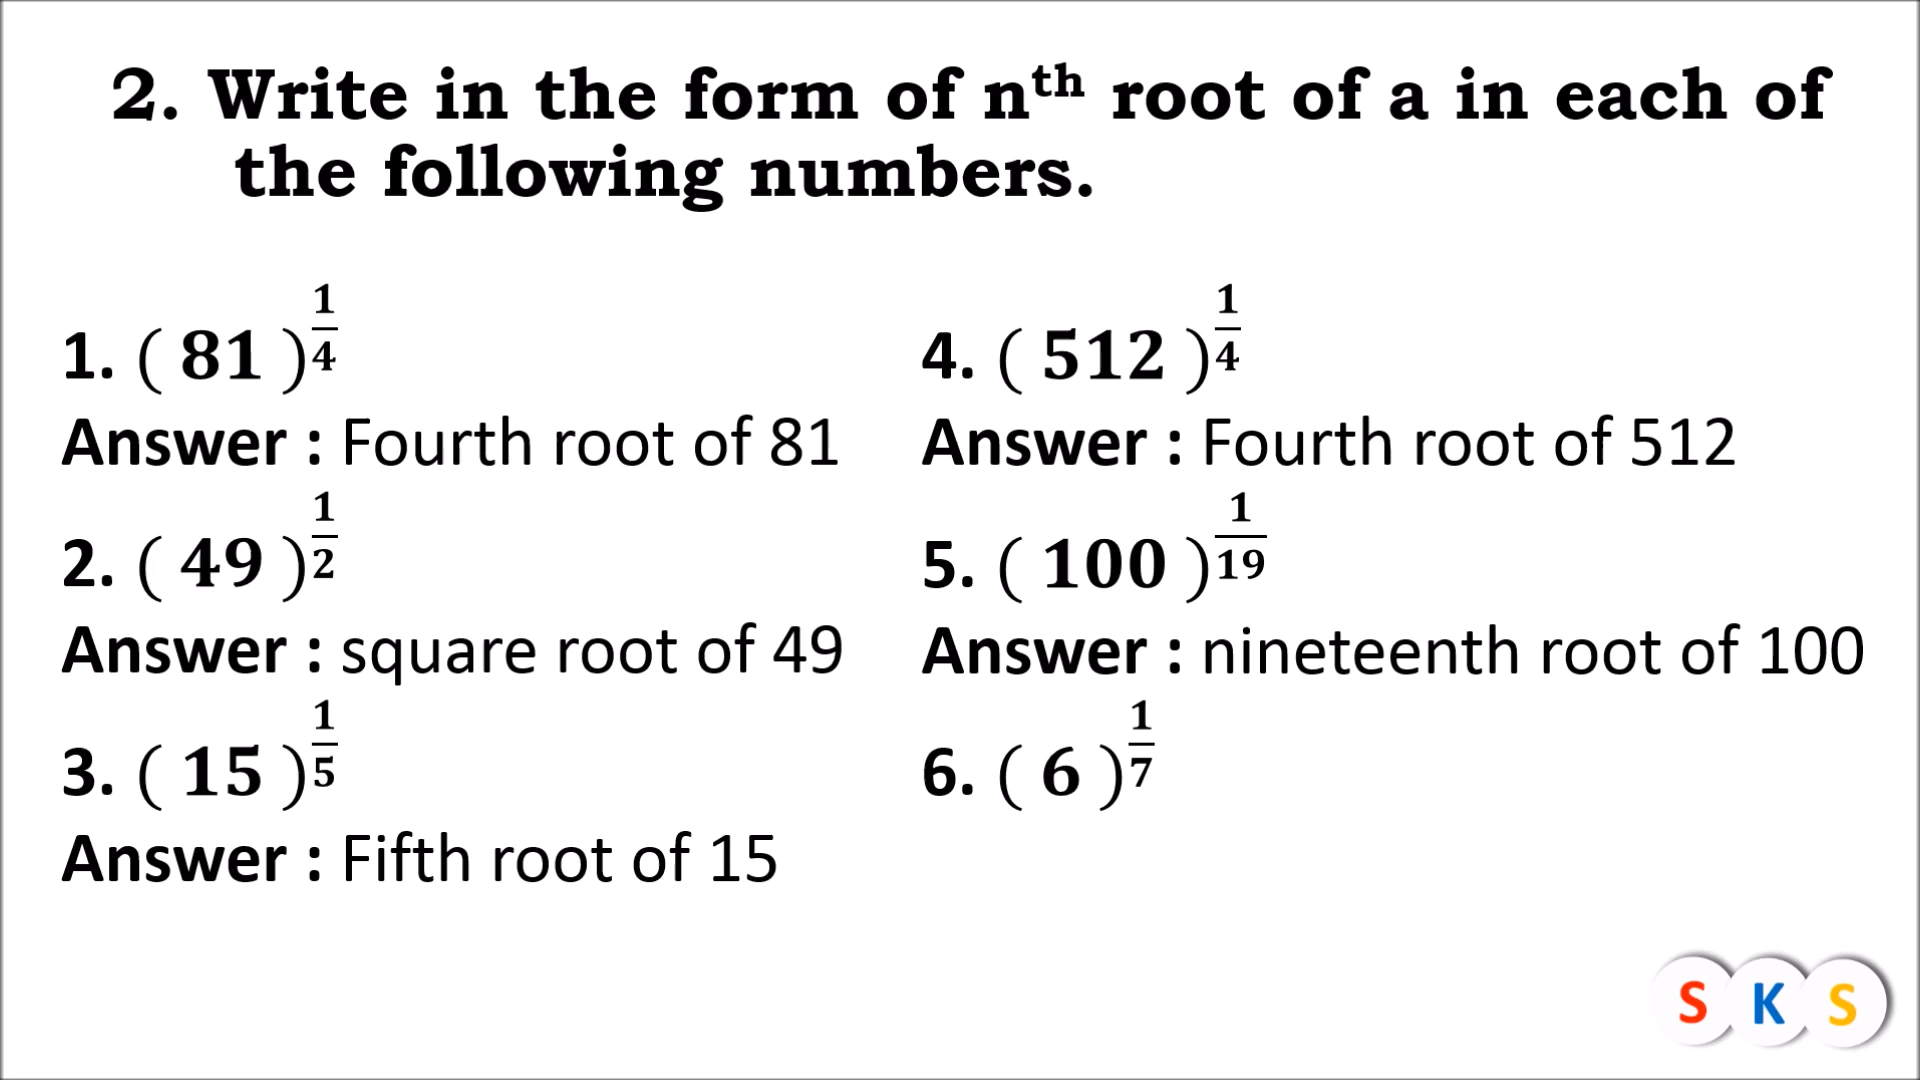 2. Write in the form of nᵗʰ root of a in each of
the following numbers.
1. ( 81 )^(1/4)
Answer : Fourth root of 81
2. ( 49 )^(1/2)
Answer : square root of 49
3. ( 15 )^(1/5)
Answer : Fifth root of 15
4. ( 512 )^(1/4)
Answer : Fourth root of 512
5. ( 100 )^(1/19)
Answer : nineteenth root of 100
6. ( 6 )^(1/7)
S K S